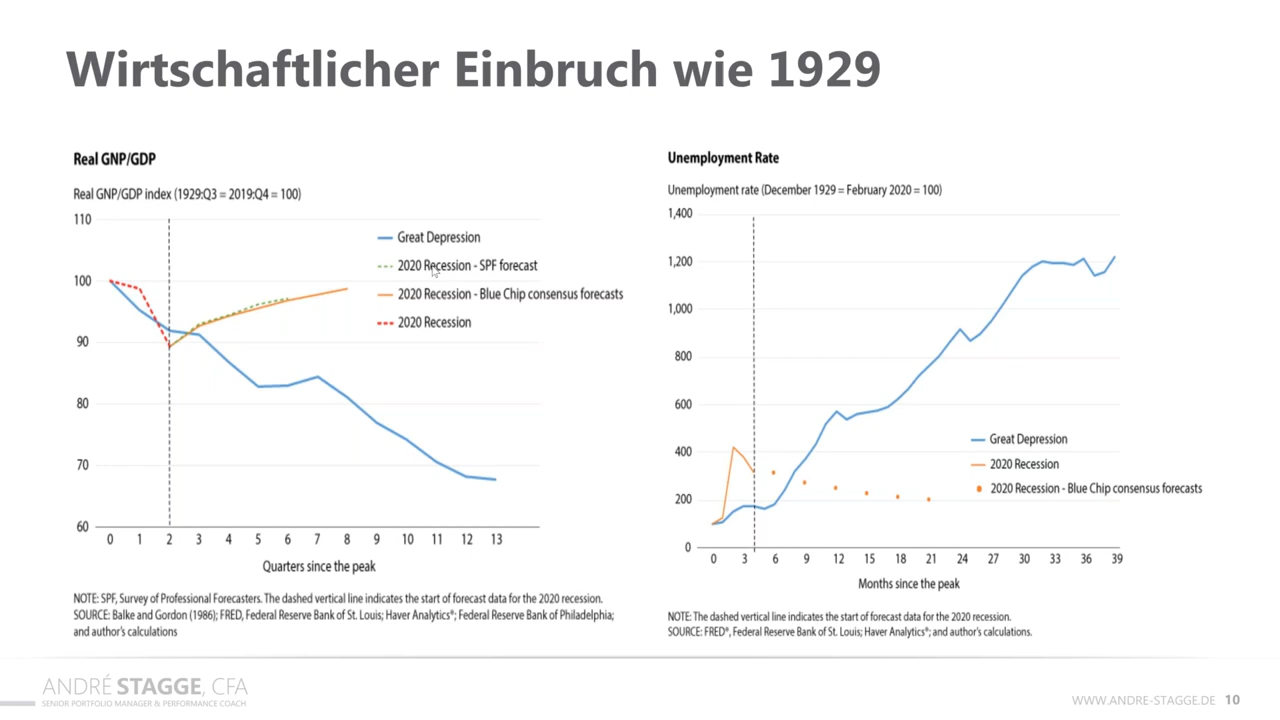 Wirtschaftlicher Einbruch wie 1929
Real GNP/GDP
Real GNP/GDP index (1929:Q3 = 2019:Q4 = 100)
110
100
90
80
70
60
0 1 2 3 4 5 6 7 8 9 10 11 12 13
Great Depression
2020 Recession - SPF forecast
2020 Recession - Blue Chip consensus forecasts
2020 Recession
Quarters since the peak
NOTE: SPF, Survey of Professional Forecasters. The dashed vertical line indicates the start of forecast data for the 2020 recession.
SOURCE: Balke and Gordon (1986); FRED, Federal Reserve Bank of St. Louis; Haver Analytics®; Federal Reserve Bank of Philadelphia;
and author's calculations
Unemployment Rate
Unemployment rate (December 1929 = February 2020 = 100)
1,400
1,200
1,000
800
600
400
200
0
0 3 6 9 12 15 18 21 24 27 30 33 36 39
Great Depression
2020 Recession
2020 Recession - Blue Chip consensus forecasts
Months since the peak
NOTE: The dashed vertical line indicates the start of forecast data for the 2020 recession.
SOURCE: FRED®, Federal Reserve Bank of St. Louis; Haver Analytics®; and author's calculations.
ANDRÉ STAGGE, CFA
SENIOR PORTFOLIO MANAGER & PERFORMANCE COACH
WWW.ANDRE-STAGGE.DE 10